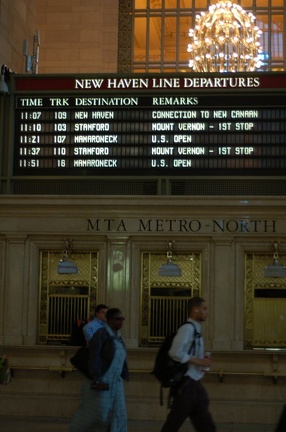 NEW HAVEN LINE DEPARTURES
TIME TRK DESTINATION REMARKS
11:07 109 NEW HAVEN CONNECTION TO NEW CANAAN
11:10 103 STAMFORD MOUNT VERNON - 1ST STOP
11:21 107 MAMARONECK U.S. OPEN
11:37 110 STAMFORD MOUNT VERNON - 1ST STOP
11:51 16 MAMARONECK U.S. OPEN
MTA METRO-NORTH